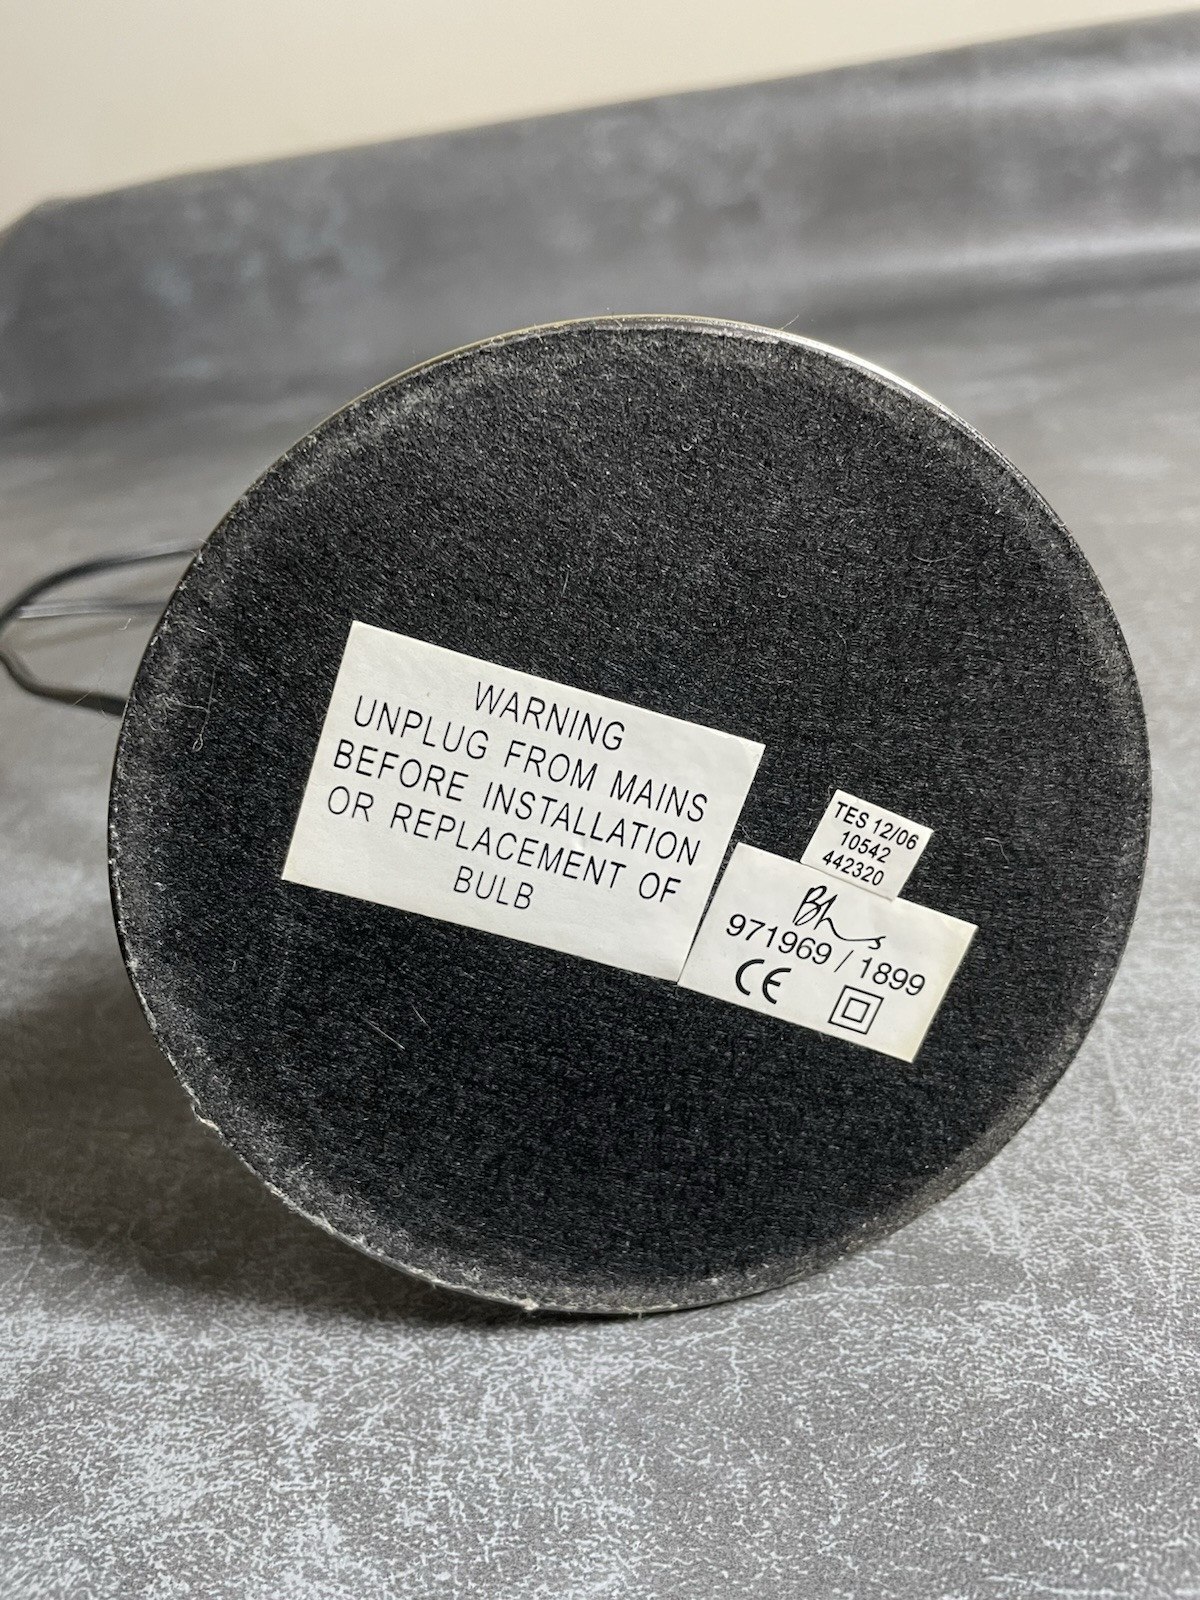 WARNING
UNPLUG FROM MAINS
BEFORE INSTALLATION
OR REPLACEMENT OF
BULB
TES 12/06
10542
442320
971969 / 1899
CE